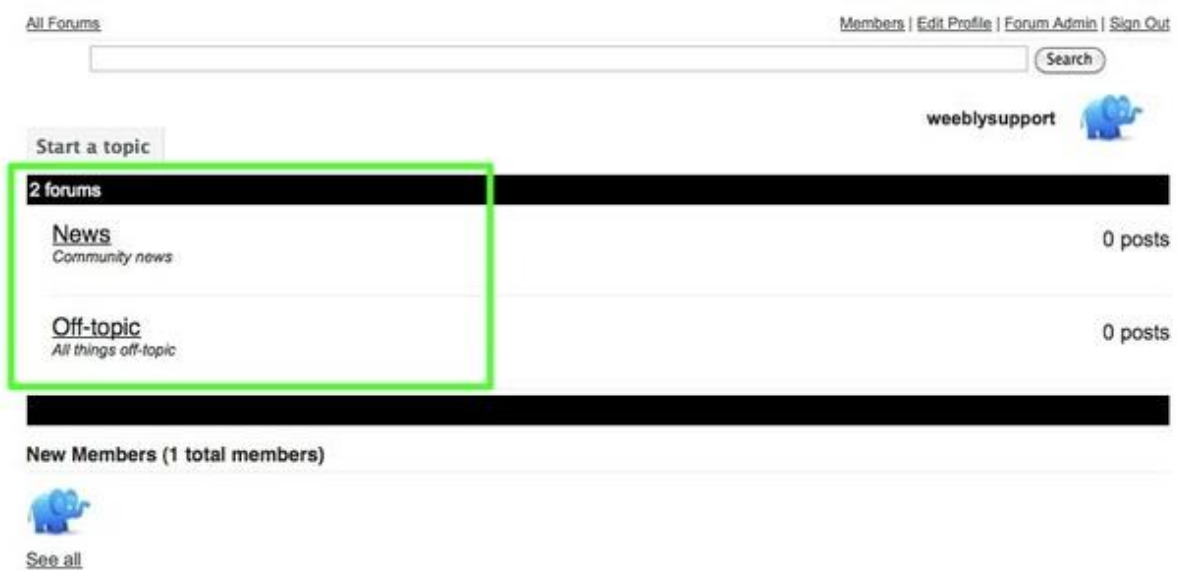 All Forums
Members | Edit Profile | Forum Admin | Sign Out
Search
weeblysupport
Start a topic
2 forums
News
Community news
0 posts
Off-topic
All things off-topic
0 posts
New Members (1 total members)
See all